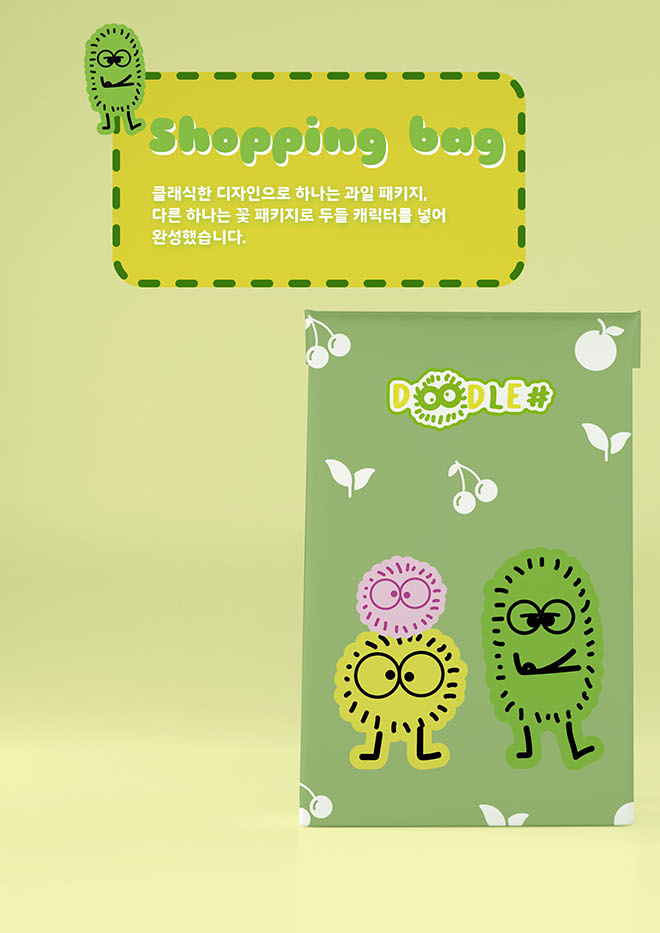 Shopping bag
클래식한 디자인으로 하나는 과일 패키지,
다른 하나는 꽃 패키지로 두들 캐릭터를 넣어
완성했습니다.
DOODLE#